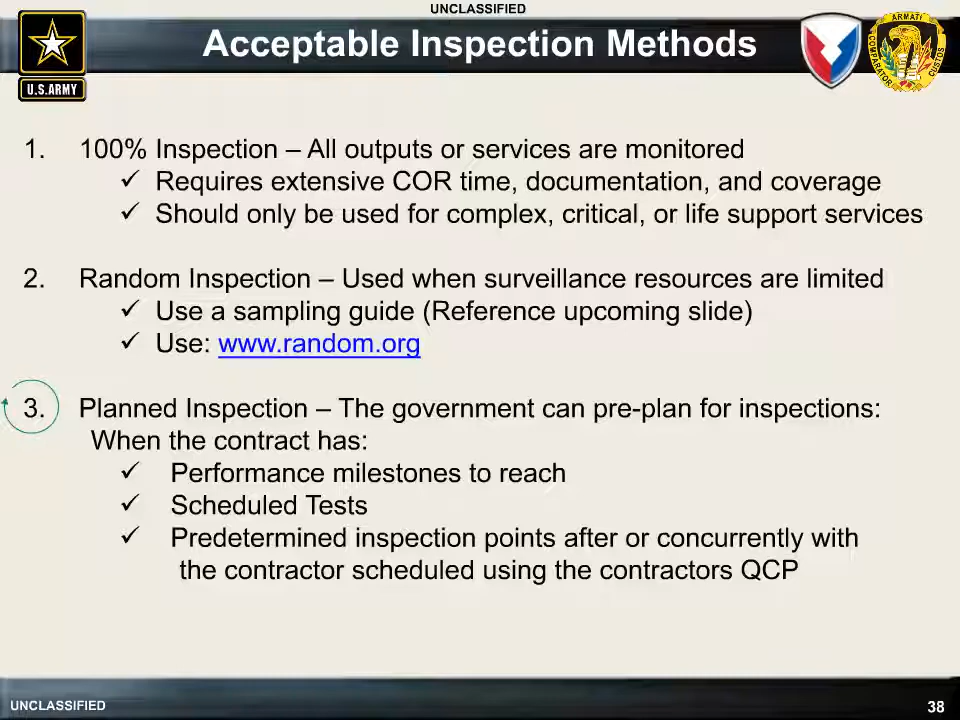 UNCLASSIFIED
Acceptable Inspection Methods
U.S.ARMY
ARMATI
COMPARATOR
CUSTOS
1. 100% Inspection – All outputs or services are monitored
✓ Requires extensive COR time, documentation, and coverage
✓ Should only be used for complex, critical, or life support services
2. Random Inspection – Used when surveillance resources are limited
✓ Use a sampling guide (Reference upcoming slide)
✓ Use: www.random.org
3. Planned Inspection – The government can pre-plan for inspections:
When the contract has:
✓ Performance milestones to reach
✓ Scheduled Tests
✓ Predetermined inspection points after or concurrently with
the contractor scheduled using the contractors QCP
UNCLASSIFIED
38